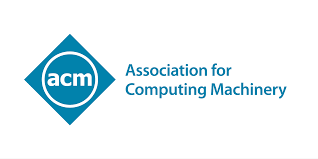 acm
Association for
Computing Machinery